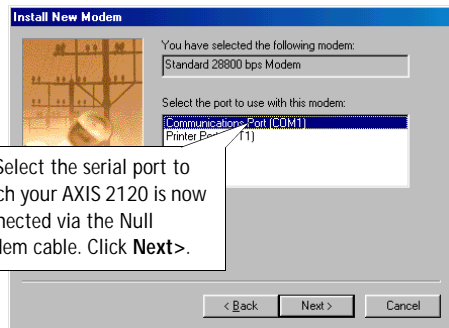 Install New Modem
You have selected the following modem:
Standard 28800 bps Modem
Select the port to use with this modem:
Communications Port (COM1)
Printer T1)
Select the serial port to
your AXIS 2120 is now
via the Null
cable. Click Next>.
< Back Next > Cancel